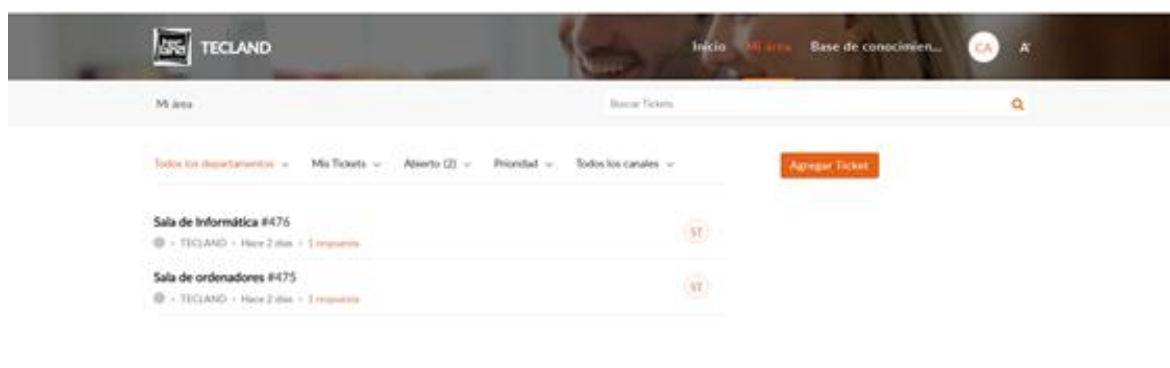 TECLAND
Inicio Mi área Base de conocimien... CA A
Mi área
Buscar Tickets
Todos los departamentos Mis Tickets Abierto (2) Prioridad Todos los canales
Agregar Ticket
Sala de Informática #476
ST
TECLAND • Hace 2 días • 1 respuesta
Sala de ordenadores #475
ST
TECLAND • Hace 2 días • 1 respuesta